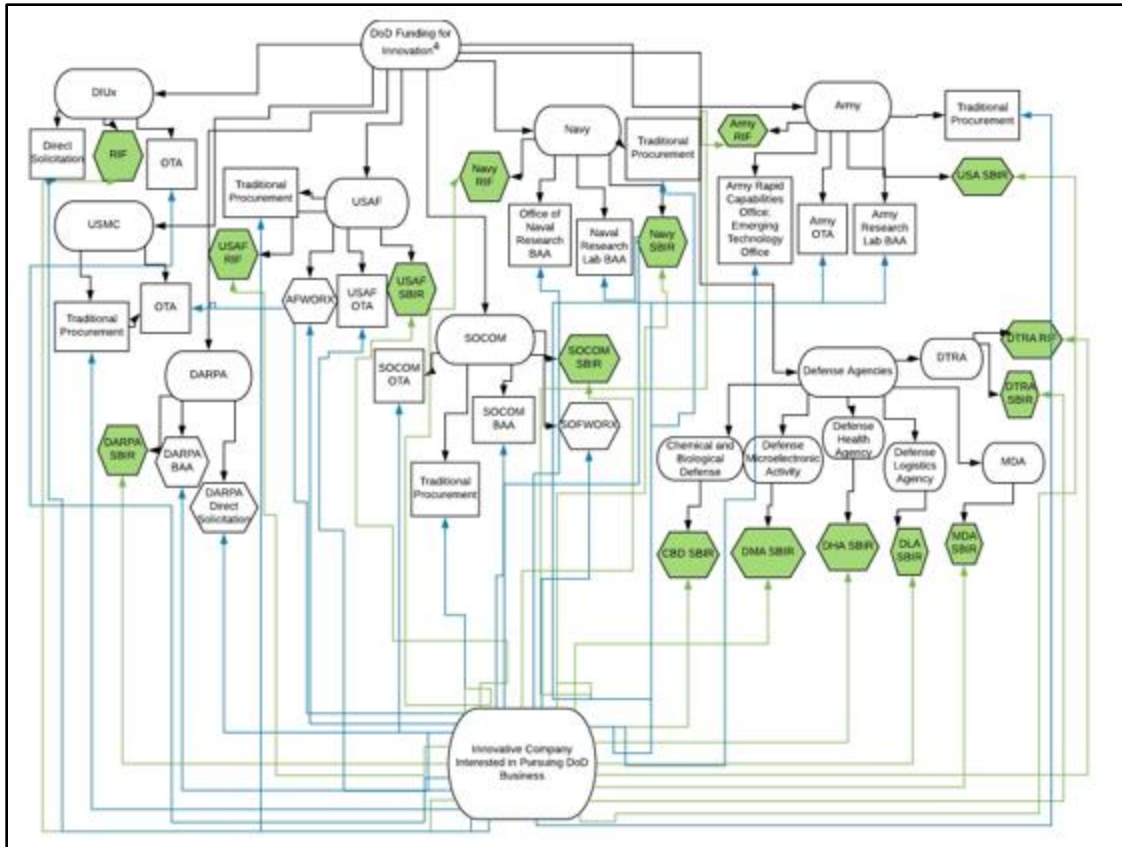 DoD Funding for
Innovation4
DIUx
Direct
Solicitation
RIF
OTA
USMC
Traditional
Procurement
OTA
DARPA
DARPA
SBIR
DARPA
BAA
DARPA
Direct
Solicitation
Traditional
Procurement
USAF
USAF
RIF
AFWORX
USAF
OTA
USAF
SBIR
Navy
Navy
RIF
Traditional
Procurement
Office of
Naval
Research
BAA
Naval
Research
Lab BAA
Navy
SBIR
SOCOM
SOCOM
OTA
SOCOM
BAA
SOCOM
SBIR
SOFWORX
Traditional
Procurement
Army
Army
RIF
Traditional
Procurement
Army Rapid
Capabilities
Office:
Emerging
Technology
Office
Army
OTA
Army
Research
Lab BAA
USA SBIR
Defense Agencies
DTRA
DTRA RIF
DTRA
SBIR
Chemical and
Biological
Defense
Defense
Microelectronic
Activity
Defense
Health
Agency
Defense
Logistics
Agency
MDA
CBD SBIR
DMA SBIR
DHA SBIR
DLA
SBIR
MDA
SBIR
Innovative Company
Interested in Pursuing DoD
Business